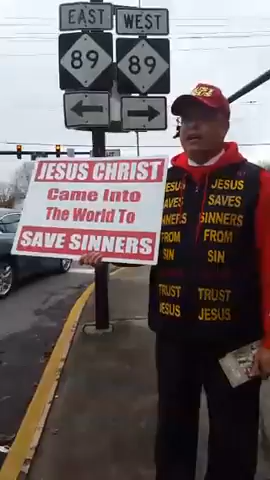 EAST WEST
89 89
JESUS CHRIST
Came Into
The World To
SAVE SINNERS
JESUS JESUS
SAVES SAVES
SINNERS SINNERS
FROM FROM
SIN SIN
TRUST TRUST
JESUS JESUS